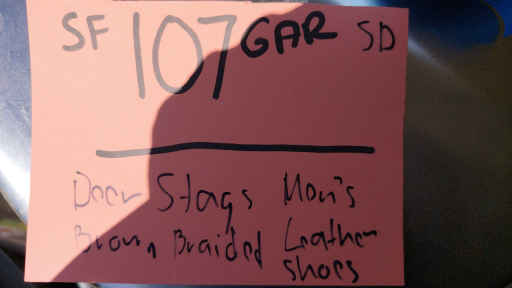 SF 107 GAR SD
Deer Stags Men's
Brown Braided Leather
Shoes